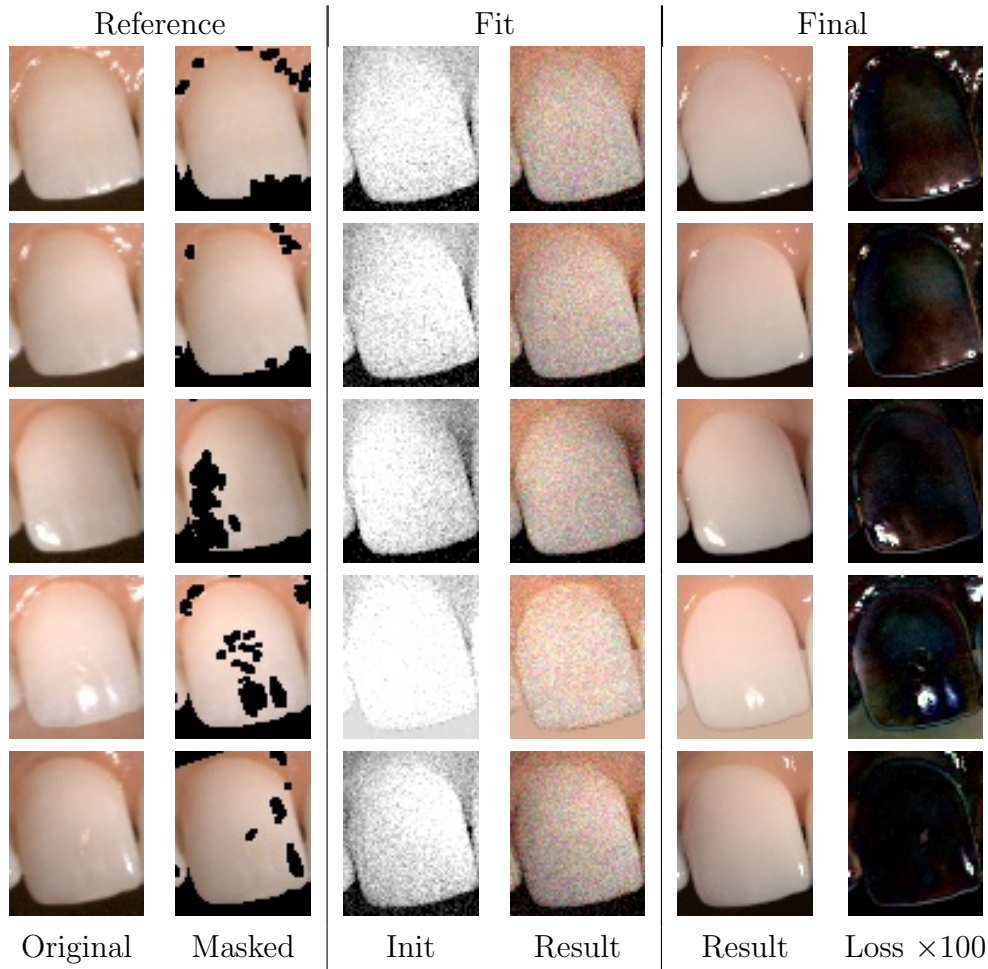 Reference Fit Final
Original Masked Init Result Result Loss ×100